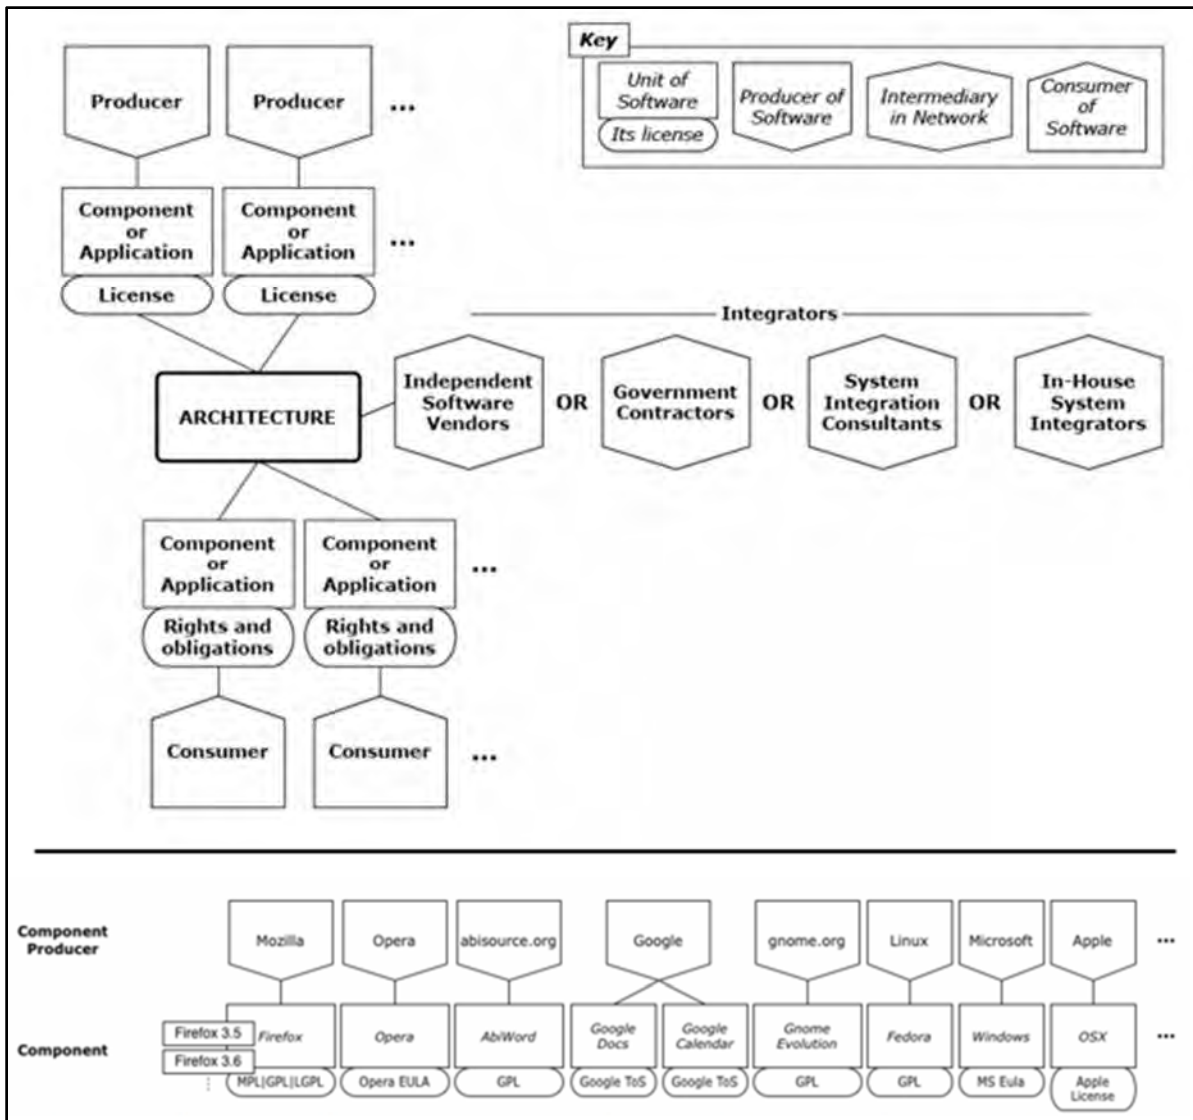 Key
Unit of
Software
Its license
Producer of
Software
Intermediary
in Network
Consumer
of
Software
Producer
Producer
...
Component
or
Application
License
Component
or
Application
License
...
Integrators
ARCHITECTURE
Independent
Software
Vendors
OR
Government
Contractors
OR
System
Integration
Consultants
OR
In-House
System
Integrators
Component
or
Application
Rights and
obligations
Component
or
Application
Rights and
obligations
...
Consumer
Consumer
...
Component
Producer
Mozilla
Opera
abisource.org
Google
gnome.org
Linux
Microsoft
Apple
...
Component
Firefox 3.5
Firefox 3.6
Firefox
MPL|GPL|LGPL
Opera
Opera EULA
AbiWord
GPL
Google
Docs
Google ToS
Google
Calendar
Google ToS
Gnome
Evolution
GPL
Fedora
GPL
Windows
MS Eula
OSX
Apple
License
...